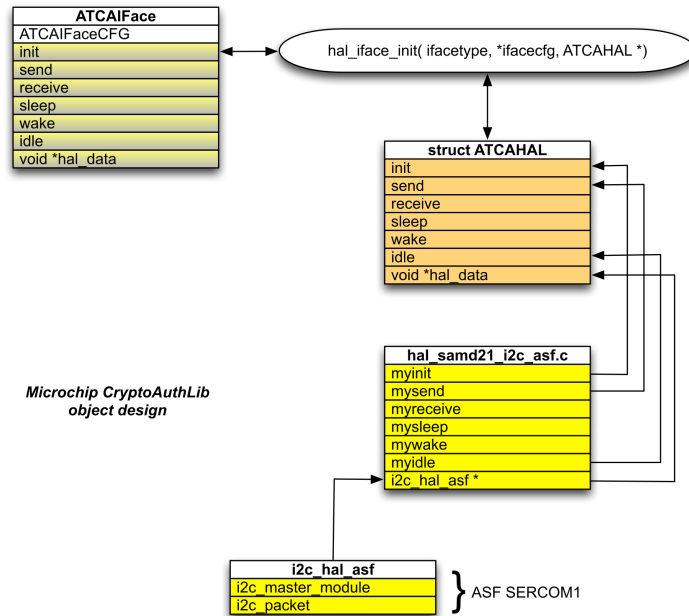 ATCAIFace
ATCAIFaceCFG
init
send
receive
sleep
wake
idle
void *hal_data
hal_iface_init( ifacetype, *ifacecfg, ATCAHAL *)
struct ATCAHAL
init
send
receive
sleep
wake
idle
void *hal_data
hal_samd21_i2c_asf.c
myinit
mysend
myreceive
mysleep
mywake
myidle
i2c_hal_asf *
Microchip CryptoAuthLib
object design
i2c_hal_asf
i2c_master_module
i2c_packet
} ASF SERCOM1